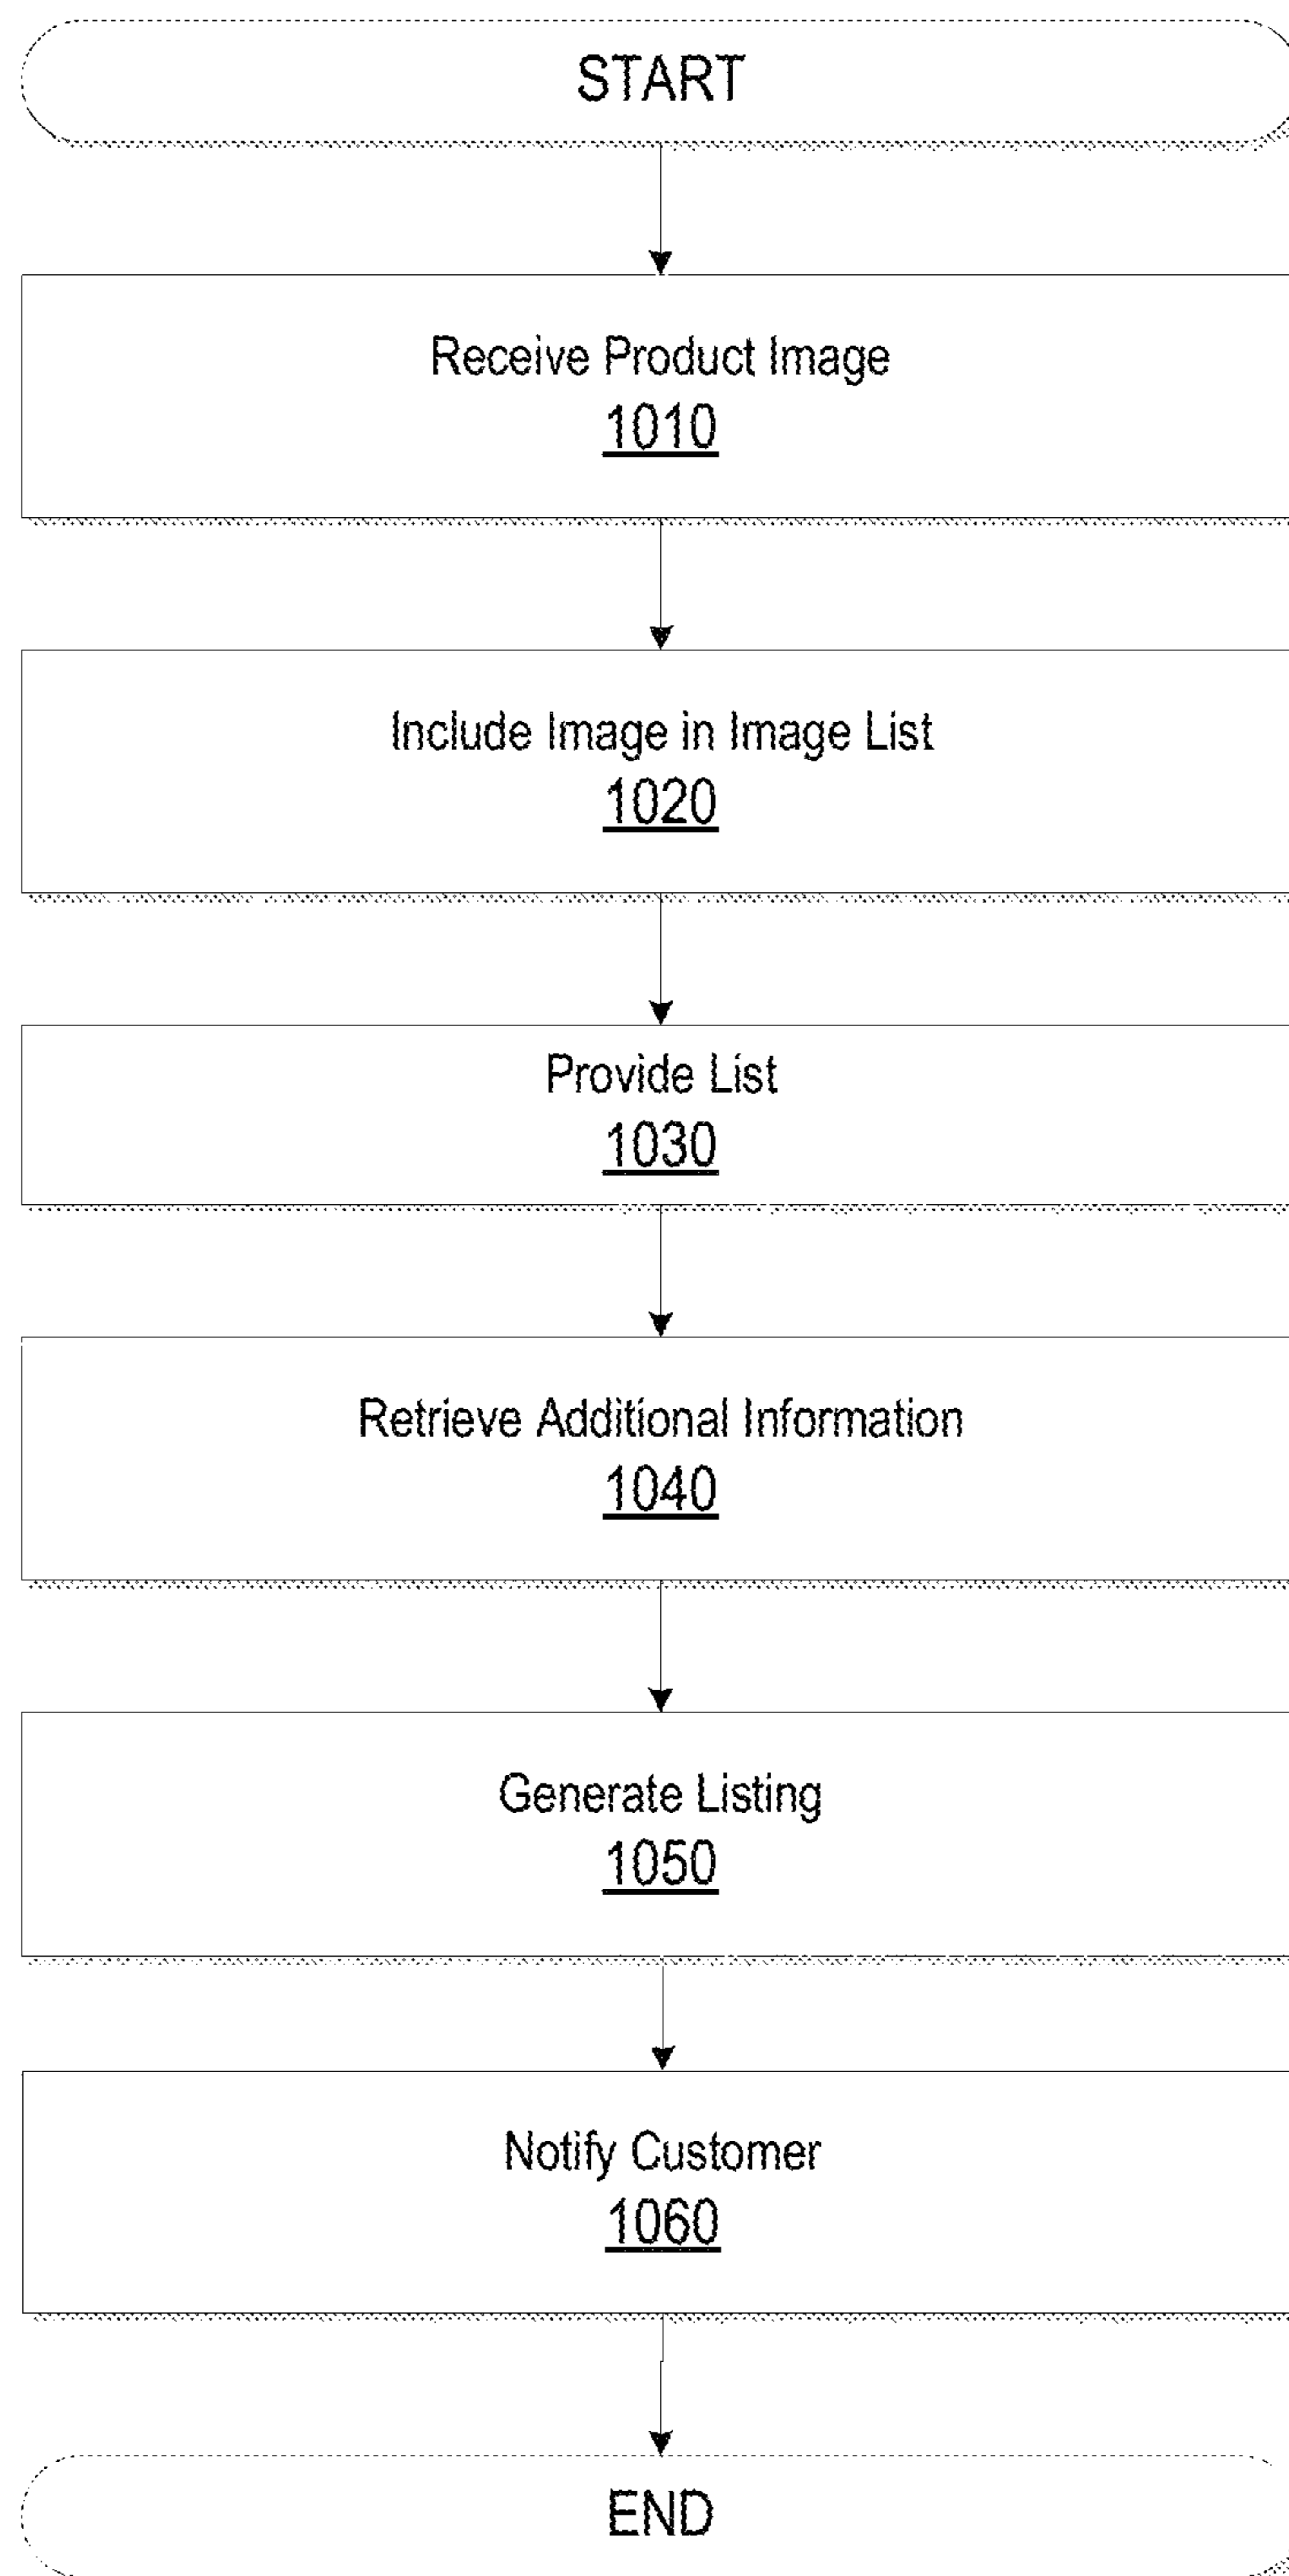 START
Receive Product Image
1010
Include Image in Image List
1020
Provide List
1030
Retrieve Additional Information
1040
Generate Listing
1050
Notify Customer
1060
END